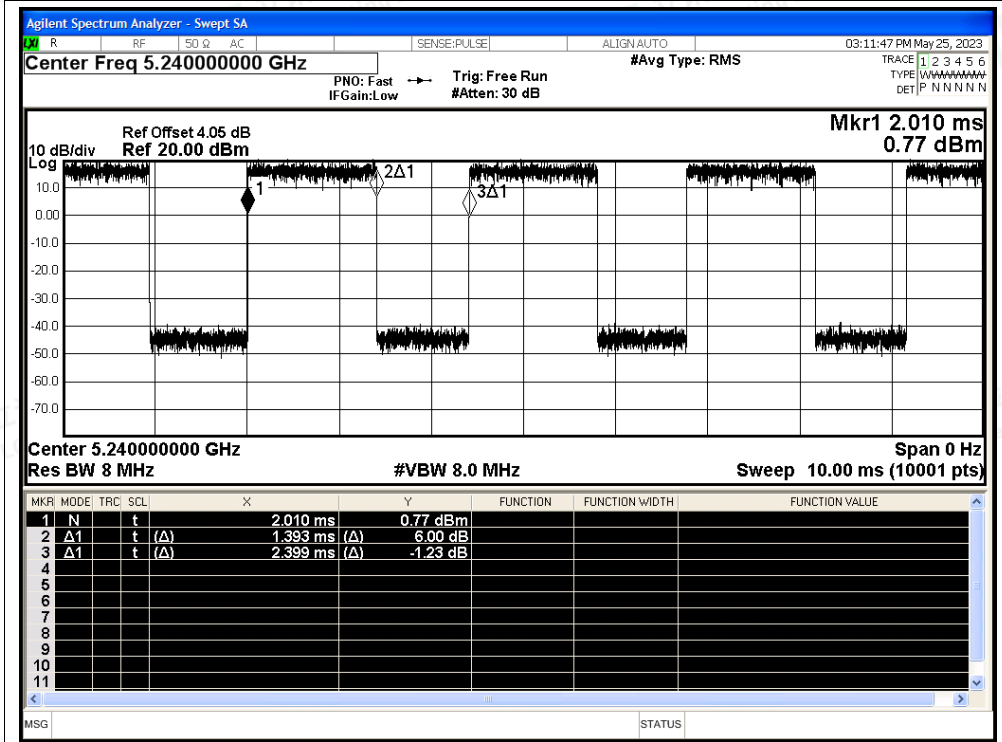 Agilent Spectrum Analyzer - Swept SA
LXI R RF 50 Ω AC SENSE:PULSE ALIGN AUTO 03:11:47 PM May 25, 2023
Center Freq 5.240000000 GHz #Avg Type: RMS TRACE 1 2 3 4 5 6
PNO: Fast Trig: Free Run TYPE W
IFGain:Low #Atten: 30 dB DET P N N N N N
Mkr1 2.010 ms
Ref Offset 4.05 dB
10 dB/div Ref 20.00 dBm 0.77 dBm
Log
2Δ1
1
3Δ1
10.0
0.00
-10.0
-20.0
-30.0
-40.0
-50.0
-60.0
-70.0
Center 5.240000000 GHz Span 0 Hz
Res BW 8 MHz #VBW 8.0 MHz Sweep 10.00 ms (10001 pts)
MKR MODE TRC SCL X Y FUNCTION FUNCTION WIDTH FUNCTION VALUE
1 N t 2.010 ms 0.77 dBm
2 Δ1 t (Δ) 1.393 ms (Δ) 6.00 dB
3 Δ1 t (Δ) 2.399 ms (Δ) -1.23 dB
4
5
6
7
8
9
10
11
MSG STATUS